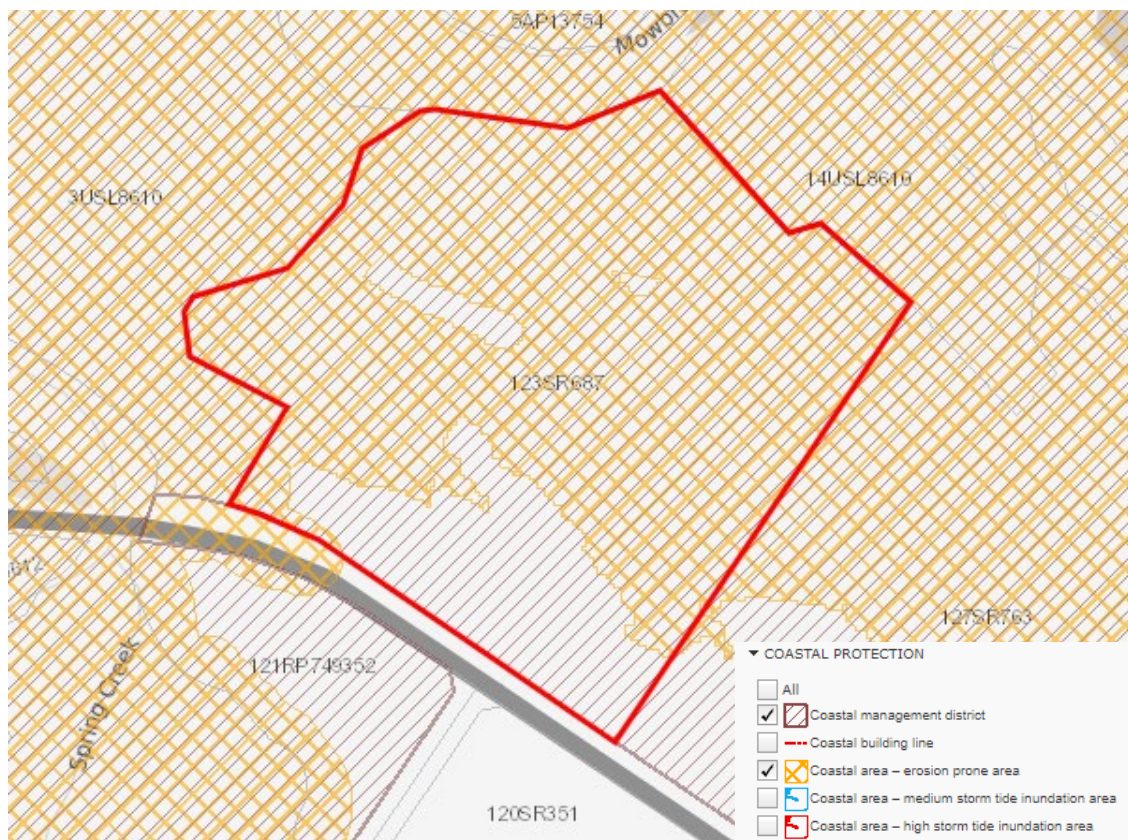 5AP13754
Mowbr
3USL8610
14USL8610
123SR687
127SR763
121RP749352
Spring Creek
120SR351
COASTAL PROTECTION
All
Coastal management district
Coastal building line
Coastal area – erosion prone area
Coastal area – medium storm tide inundation area
Coastal area – high storm tide inundation area